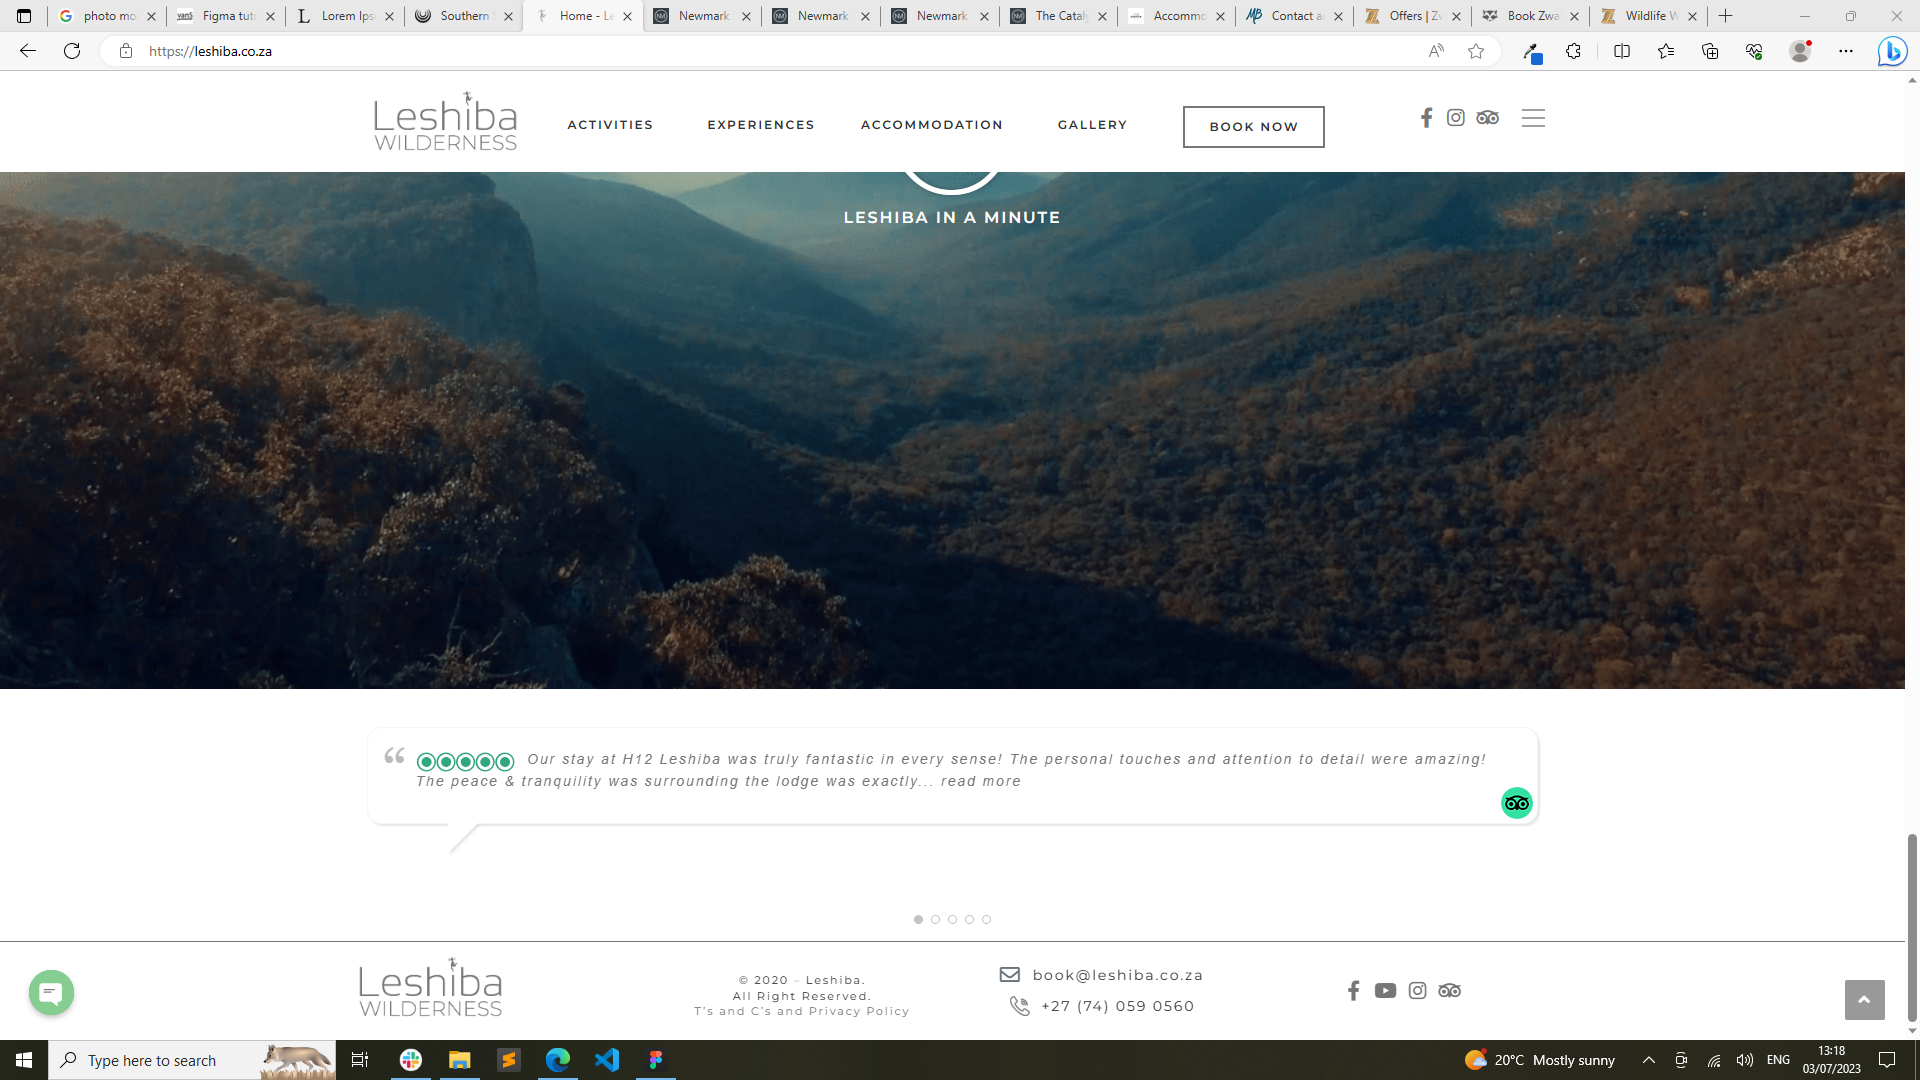 photo mo
Figma tuto
Lorem Ips
Southern S
Home - Le
Newmark
Newmark
Newmark
The Cataly
Accommo
Contact a
Offers | Zw
Book Zwa
Wildlife W
https://leshiba.co.za
Leshiba
WILDERNESS
ACTIVITIES
EXPERIENCES
ACCOMMODATION
GALLERY
BOOK NOW
LESHIBA IN A MINUTE
Our stay at H12 Leshiba was truly fantastic in every sense! The personal touches and attention to detail were amazing!
The peace & tranquility was surrounding the lodge was exactly... read more
Leshiba
WILDERNESS
© 2020 – Leshiba.
All Right Reserved.
T's and C's and Privacy Policy
book@leshiba.co.za
+27 (74) 059 0560
Type here to search
20°C Mostly sunny
ENG
13:18
03/07/2023